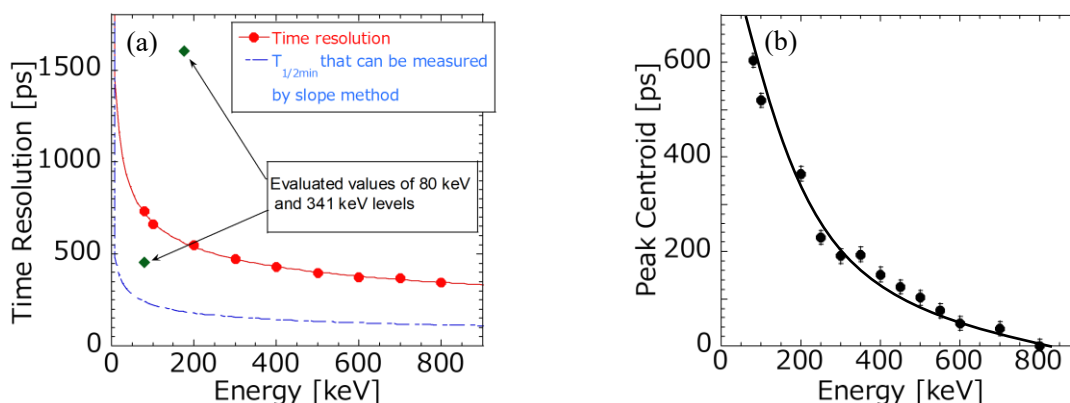 (a)
Time resolution
T1/2min that can be measured
by slope method
Evaluated values of 80 keV
and 341 keV levels
Time Resolution [ps]
1500
1000
500
0
0 200 400 600 800
Energy [keV]
(b)
Peak Centroid [ps]
600
400
200
0
0 200 400 600 800
Energy [keV]